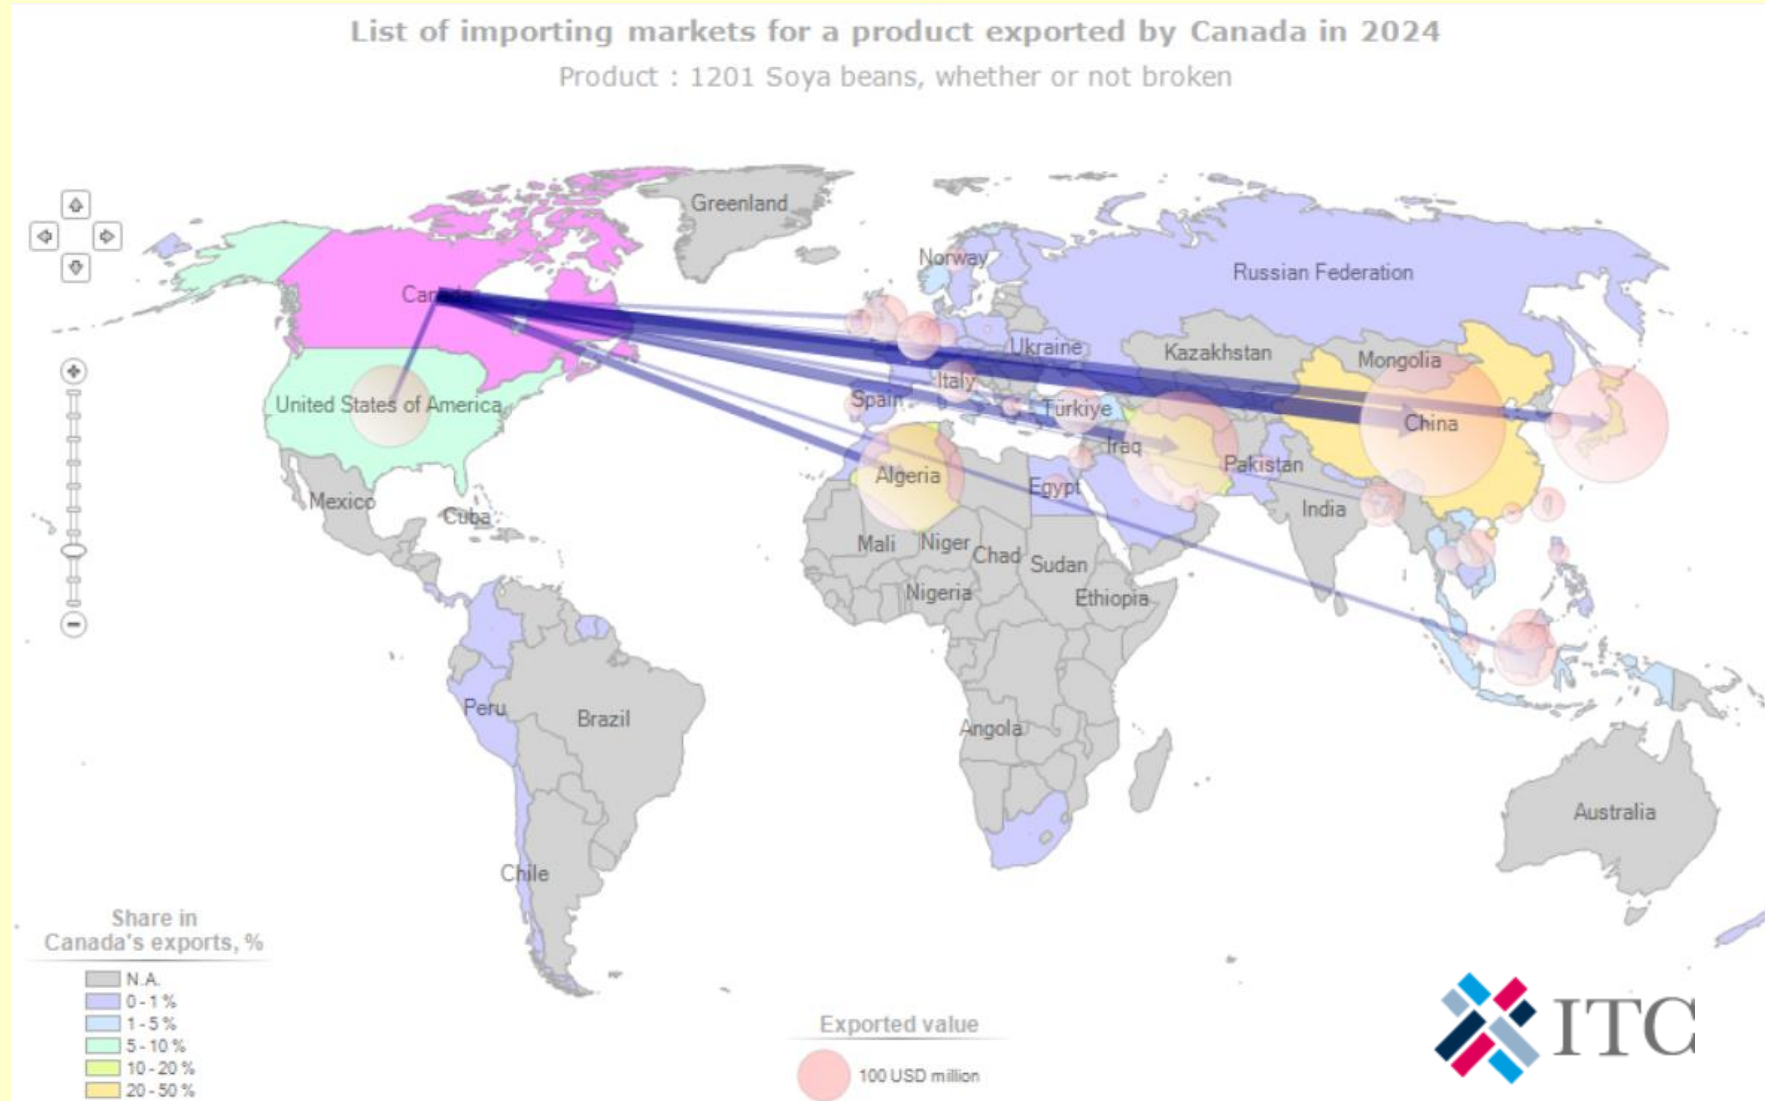 List of importing markets for a product exported by Canada in 2024
Product : 1201 Soya beans, whether or not broken
Greenland
Norway
Russian Federation
Canada
Ukraine
Kazakhstan
Mongolia
Italy
Spain
Türkiye
United States of America
China
Iraq
Pakistan
Algeria
Egypt
India
Mexico
Cuba
Mali
Niger
Chad
Sudan
Nigeria
Ethiopia
Peru
Brazil
Angola
Australia
Chile
Share in
Canada's exports, %
N.A.
0 - 1 %
1 - 5 %
5 - 10 %
10 - 20 %
20 - 50 %
Exported value
100 USD million
ITC